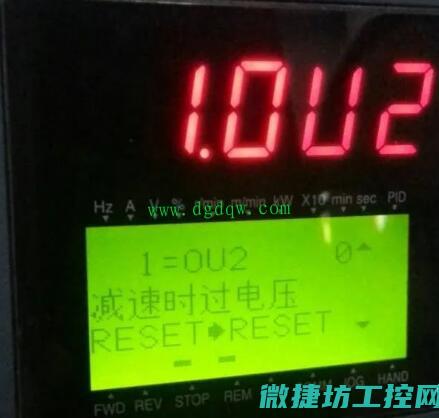 1.OU2
Hz A V % r/min m/min kW X10 min sec PID
www.dgdqw.com
1=OU2 0
减速时过电压
RESET➡RESET
FWD REV STOP REM JOG HAND
微捷坊工控网